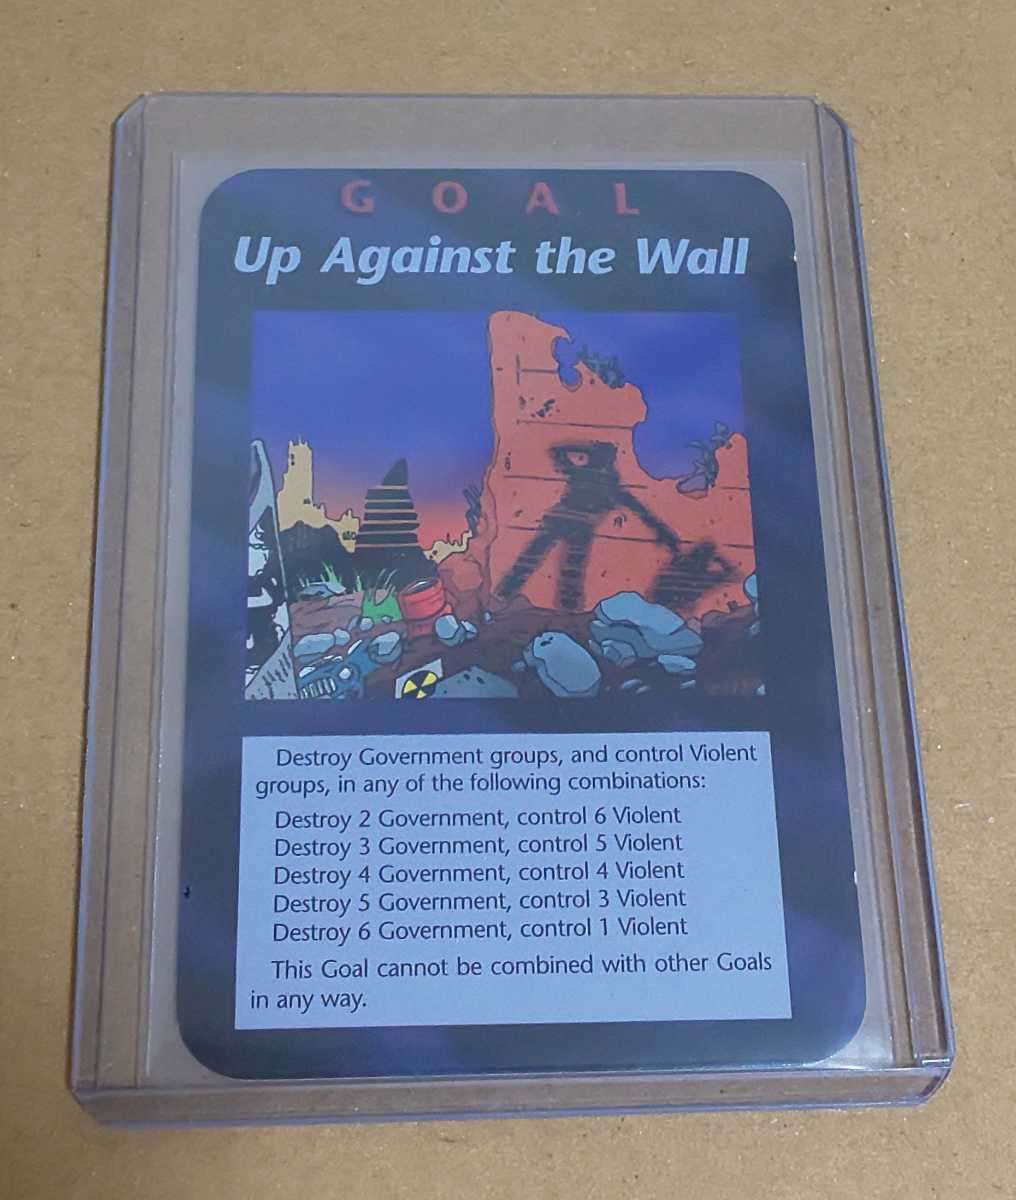 GOAL
Up Against the Wall
Destroy Government groups, and control Violent
groups, in any of the following combinations:
Destroy 2 Government, control 6 Violent
Destroy 3 Government, control 5 Violent
Destroy 4 Government, control 4 Violent
Destroy 5 Government, control 3 Violent
Destroy 6 Government, control 1 Violent
This Goal cannot be combined with other Goals
in any way.